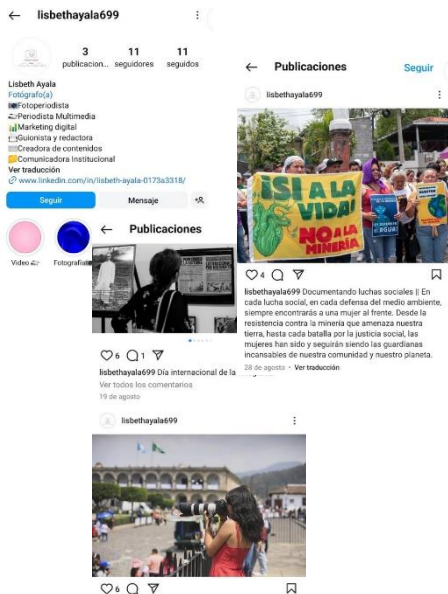 lisbethayala699
3 11 11
publicacion... seguidores seguidos
Lisbeth Ayala
Fotógrafo(a)
Fotoperiodista
Periodista Multimedia
Marketing digital
Guionista y redactora
Creadora de contenidos
Comunicadora Institucional
Ver traducción
www.linkedin.com/in/lisbeth-ayala-0173a3318/
Seguir Mensaje
Video Fotografía
Publicaciones
6 1
lisbethayala699 Día internacional de la
Ver todos los comentarios
19 de agosto
lisbethayala699
6
Publicaciones Seguir
lisbethayala699
¡SI A LA
VIDA!
NO A LA
MINERÍA
4
lisbethayala699 Documentando luchas sociales || En
cada lucha social, en cada defensa del medio ambiente,
siempre encontrarás a una mujer al frente. Desde la
resistencia contra la minería que amenaza nuestra
tierra, hasta cada batalla por la justicia social, las
mujeres han sido y seguirán siendo las guardianas
incansables de nuestra comunidad y nuestro planeta.
28 de agosto • Ver traducción